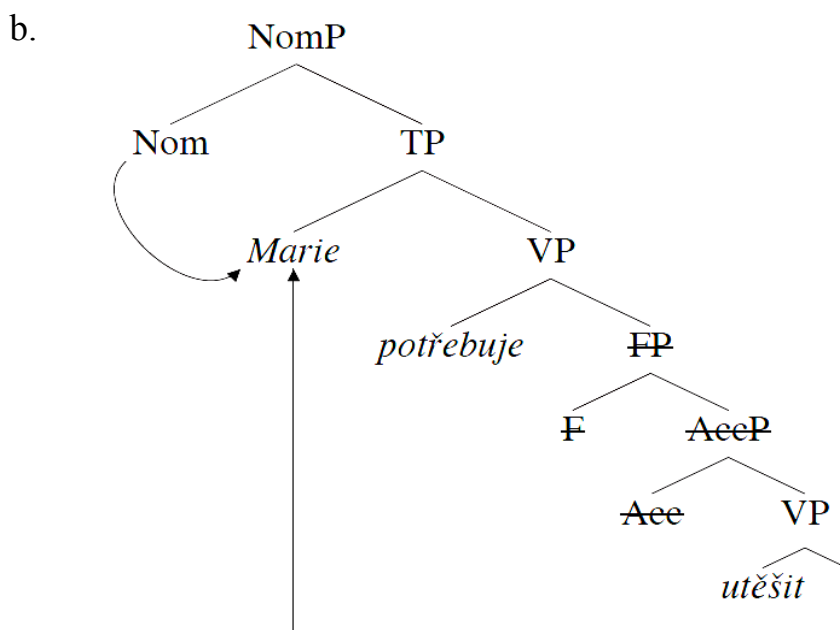 b.
NomP
Nom TP
Marie VP
potřebuje FP
F AccP
Acc VP
utěšit